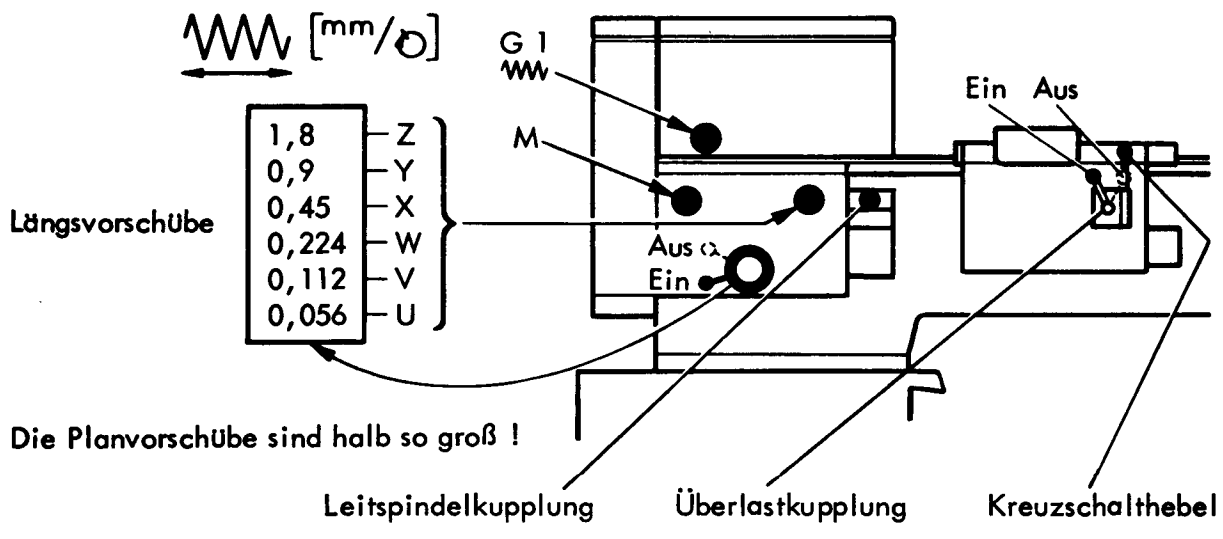 [mm/O]
G 1
Ein Aus
M
1,8 Z
0,9 Y
0,45 X
0,224 W
0,112 V
0,056 U
Längsvorschübe
Aus
Ein
Die Planvorschübe sind halb so groß !
Leitspindelkupplung Überlastkupplung Kreuzschalthebel